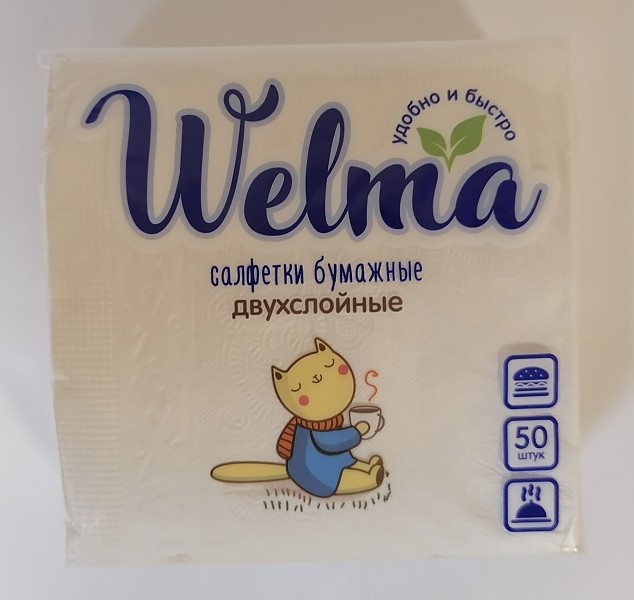 удобно и быстро
Welma
салфетки бумажные
двухслойные
50
штук